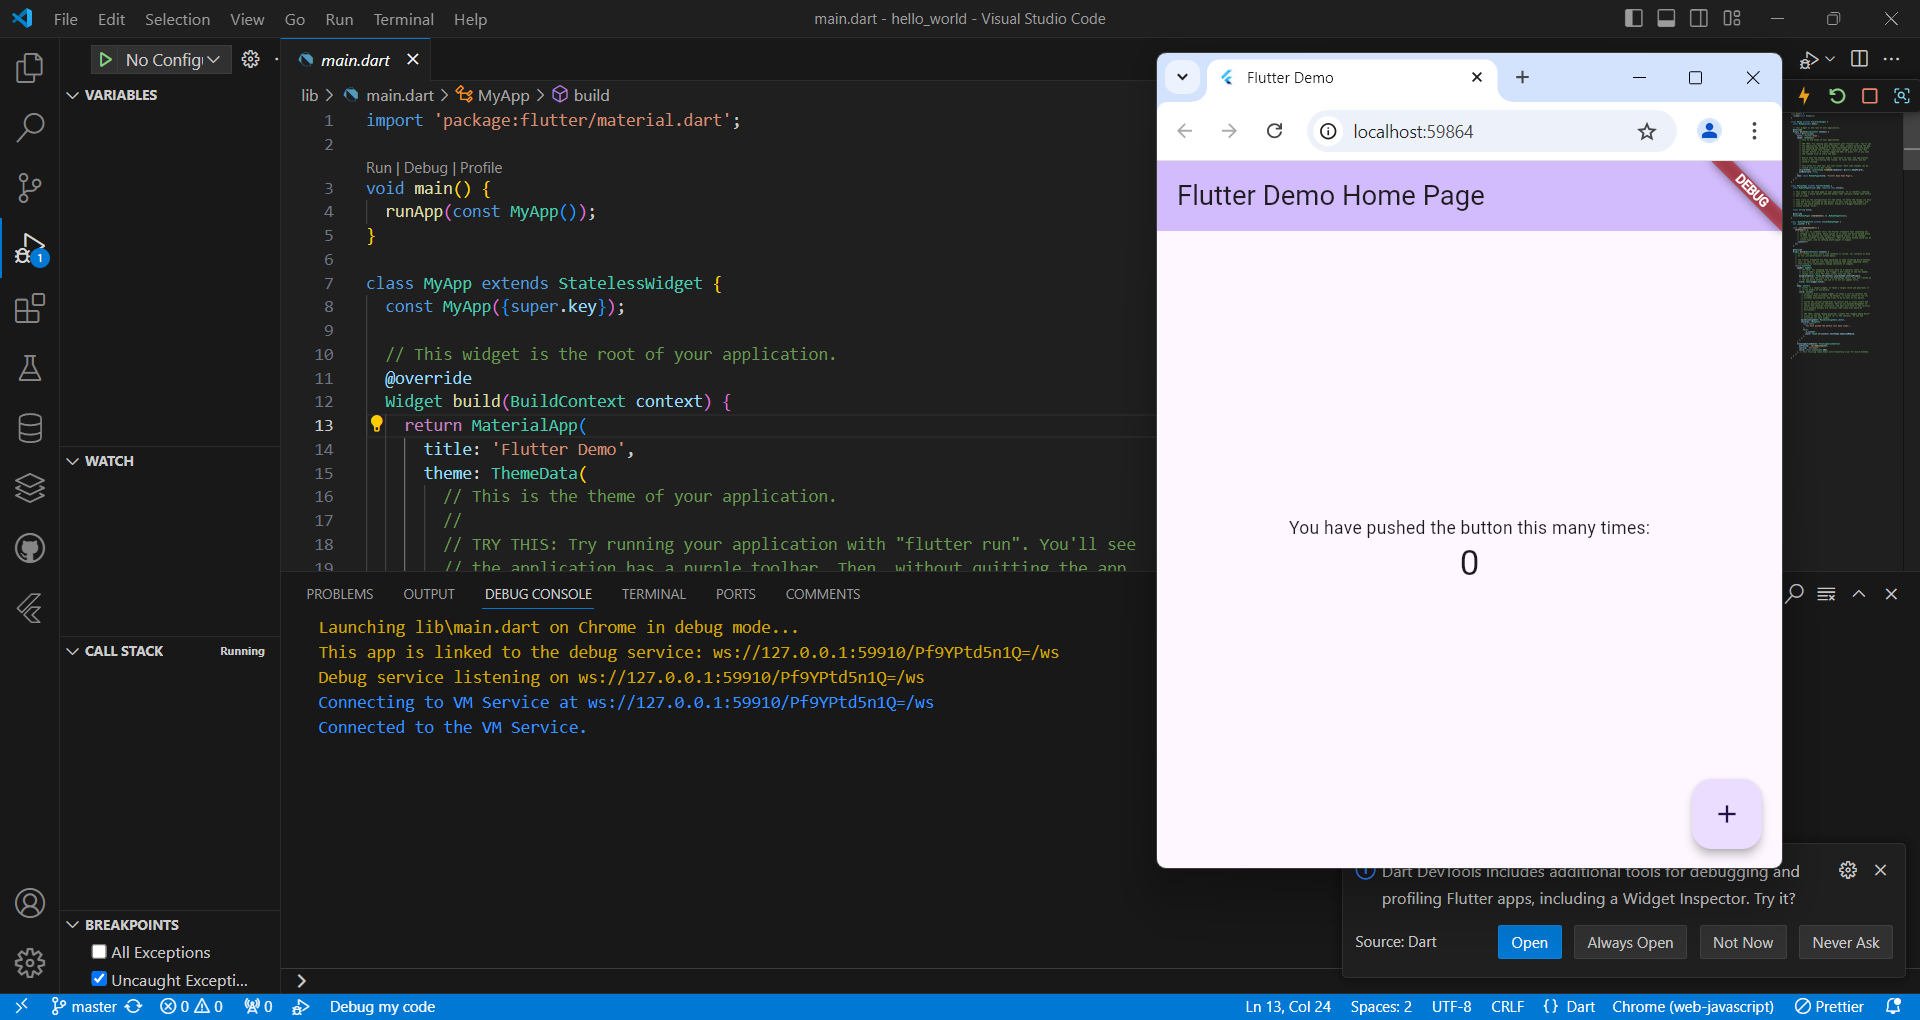 File Edit Selection View Go Run Terminal Help
main.dart - hello_world - Visual Studio Code
No Config
main.dart
VARIABLES
lib > main.dart > MyApp > build
1 import 'package:flutter/material.dart';
2
Run | Debug | Profile
3 void main() {
4 runApp(const MyApp());
5 }
6
7 class MyApp extends StatelessWidget {
8 const MyApp({super.key});
9
10 // This widget is the root of your application.
11 @override
12 Widget build(BuildContext context) {
13 return MaterialApp(
14 title: 'Flutter Demo',
15 theme: ThemeData(
16 // This is the theme of your application.
17 //
18 // TRY THIS: Try running your application with "flutter run". You'll see
19 // the application has a purple toolbar. Then, without quitting the app,
WATCH
CALL STACK Running
BREAKPOINTS
All Exceptions
Uncaught Excepti...
1
PROBLEMS OUTPUT DEBUG CONSOLE TERMINAL PORTS COMMENTS
Launching lib\main.dart on Chrome in debug mode...
This app is linked to the debug service: ws://127.0.0.1:59910/Pf9YPtd5n1Q=/ws
Debug service listening on ws://127.0.0.1:59910/Pf9YPtd5n1Q=/ws
Connecting to VM Service at ws://127.0.0.1:59910/Pf9YPtd5n1Q=/ws
Connected to the VM Service.
Flutter Demo
localhost:59864
Flutter Demo Home Page
DEBUG
You have pushed the button this many times:
0
+
Dart DevTools includes additional tools for debugging and
profiling Flutter apps, including a Widget Inspector. Try it?
Source: Dart
Open Always Open Not Now Never Ask
master 0 0 0 Debug my code
Ln 13, Col 24 Spaces: 2 UTF-8 CRLF {} Dart Chrome (web-javascript) Prettier